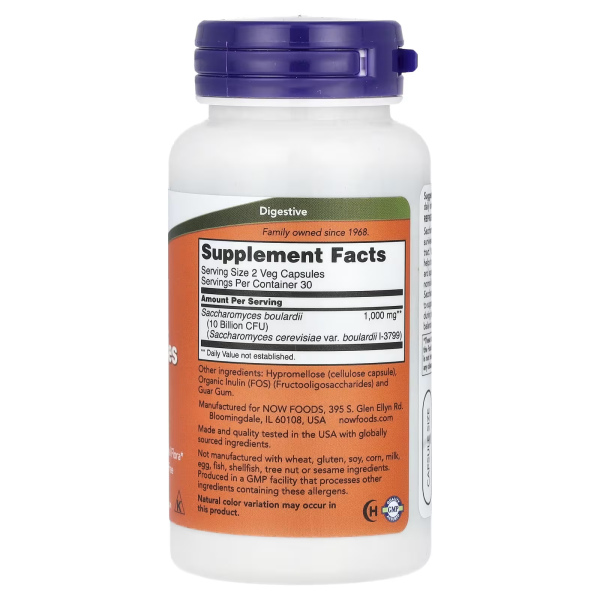 Digestive
Family owned since 1968.
Supplement Facts
Serving Size 2 Veg Capsules
Servings Per Container 30
Amount Per Serving
Saccharomyces boulardii 1,000 mg**
(10 Billion CFU)
(Saccharomyces cerevisiae var. boulardii I-3799)
** Daily Value not established.
Other ingredients: Hypromellose (cellulose capsule),
Organic Inulin (FOS) (Fructooligosaccharides) and
Guar Gum.
Manufactured for NOW FOODS, 395 S. Glen Ellyn Rd.
Bloomingdale, IL 60108, USA nowfoods.com
Made and quality tested in the USA with globally
sourced ingredients.
Not manufactured with wheat, gluten, soy, corn, milk,
egg, fish, shellfish, tree nut or sesame ingredients.
Produced in a GMP facility that processes other
ingredients containing these allergens.
Natural color variation may occur in
this product.
H
GMP
K
CAPSULE SIZE